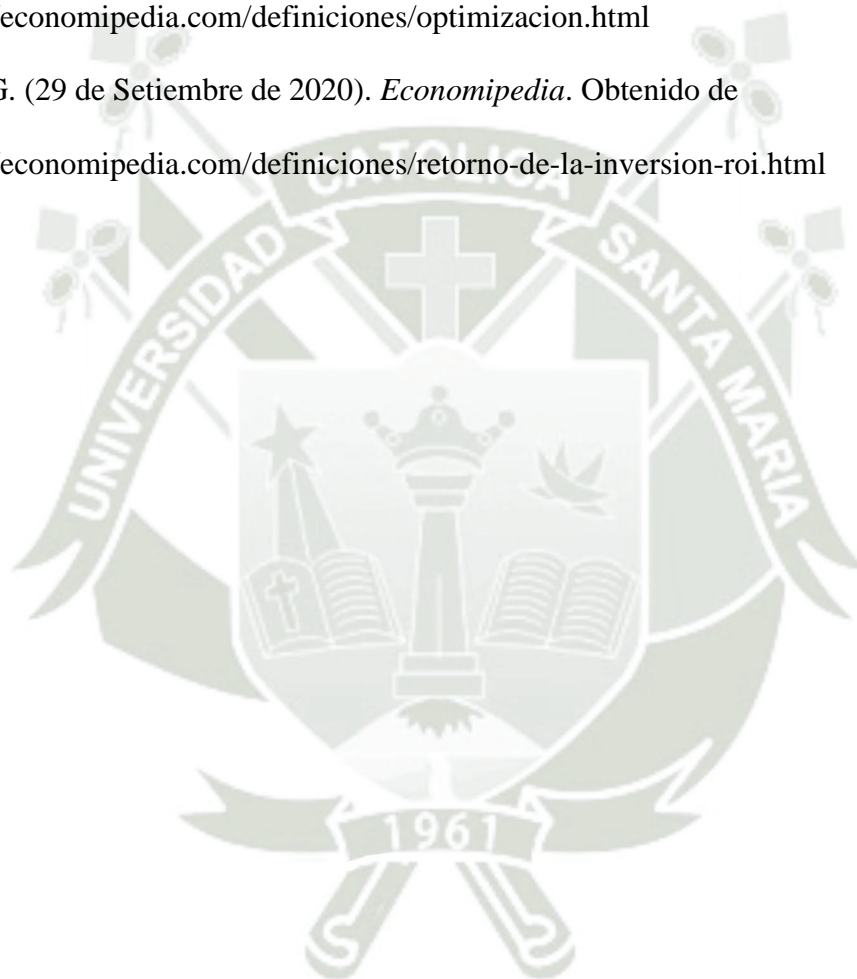 /economipedia.com/definiciones/optimizacion.html
G. (29 de Setiembre de 2020). Economipedia. Obtenido de
/economipedia.com/definiciones/retorno-de-la-inversion-roi.html
UNIVERSIDAD CATOLICA SANTA MARIA
1961